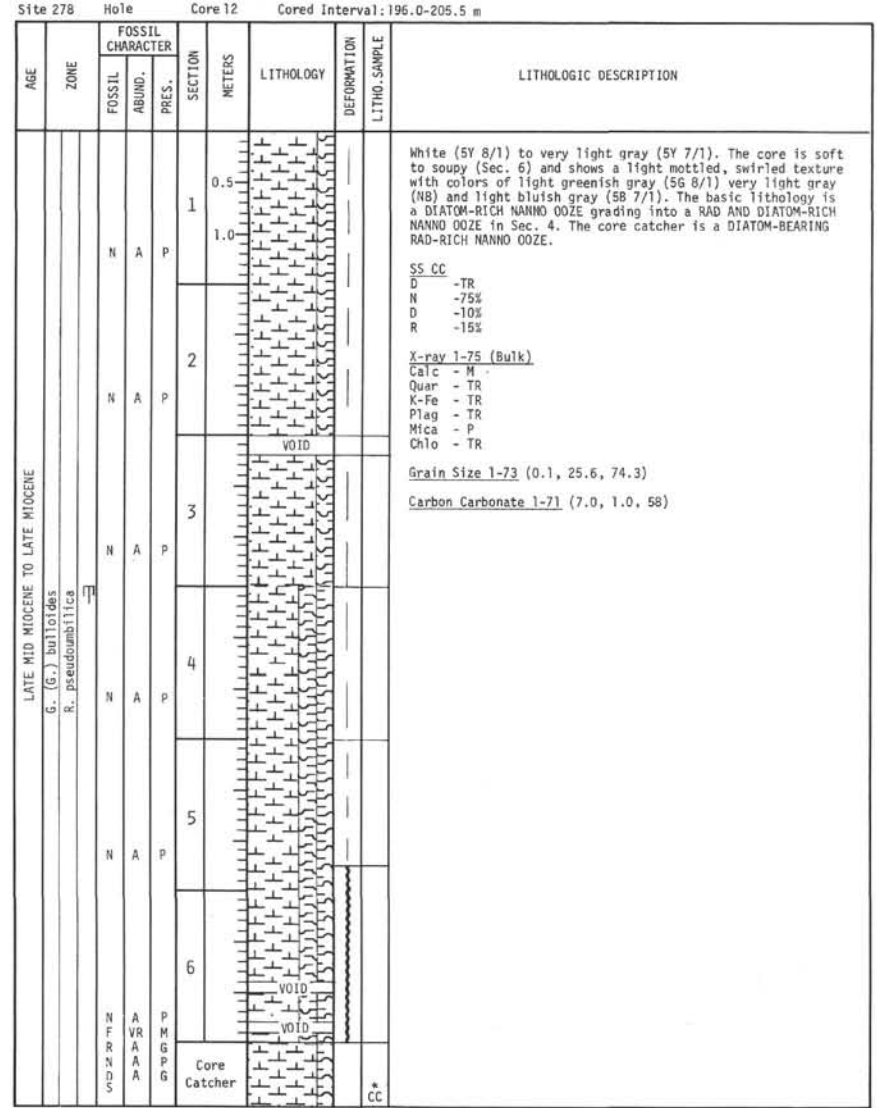 Site 278 Hole Core 12 Cored Interval: 196.0-205.5 m
AGE
ZONE
FOSSIL CHARACTER
FOSSIL
ABUND.
PRES.
SECTION
METERS
LITHOLOGY
DEFORMATION
LITHO. SAMPLE
LITHOLOGIC DESCRIPTION
LATE MID MIOCENE TO LATE MIOCENE
G. (G.) bulloides
R. pseudoumbilica
0.5
1
1.0
N A P
2
N A P
VOID
3
N A P
4
N A P
5
N A P
6
VOID
VOID
N A P
F VR M
R A G
N A P
D A G
S
Core
Catcher
*
CC
White (5Y 8/1) to very light gray (5Y 7/1). The core is soft
to soupy (Sec. 6) and shows a light mottled, swirled texture
with colors of light greenish gray (5G 8/1) very light gray
(N8) and light bluish gray (5B 7/1). The basic lithology is
a DIATOM-RICH NANNO OOZE grading into a RAD AND DIATOM-RICH
NANNO OOZE in Sec. 4. The core catcher is a DIATOM-BEARING
RAD-RICH NANNO OOZE.
SS CC
D -TR
N -75%
D -10%
R -15%
X-ray 1-75 (Bulk)
Calc - M
Quar - TR
K-Fe - TR
Plag - TR
Mica - P
Chlo - TR
Grain Size 1-73 (0.1, 25.6, 74.3)
Carbon Carbonate 1-71 (7.0, 1.0, 58)